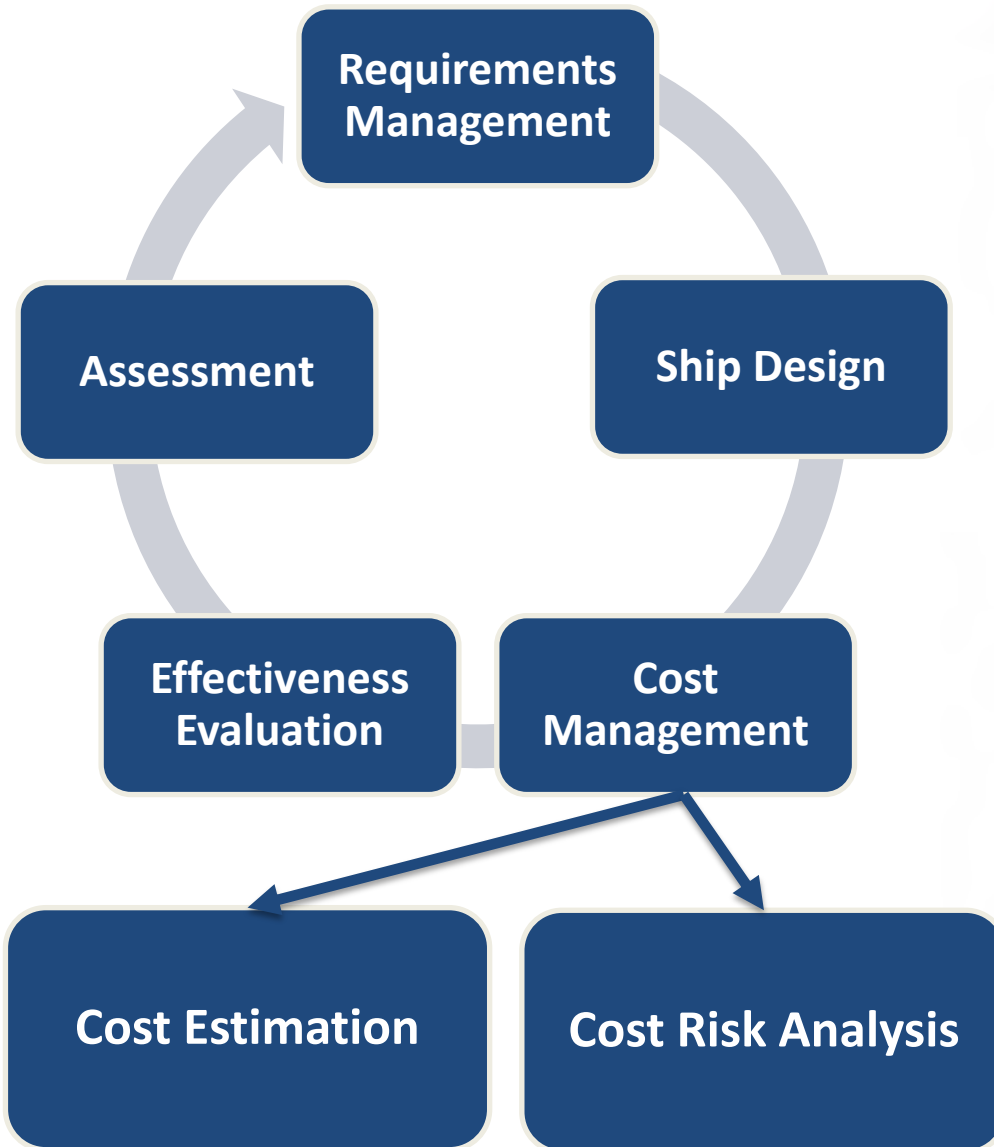 Requirements
Management
Ship Design
Cost
Management
Effectiveness
Evaluation
Assessment
Cost Estimation
Cost Risk Analysis